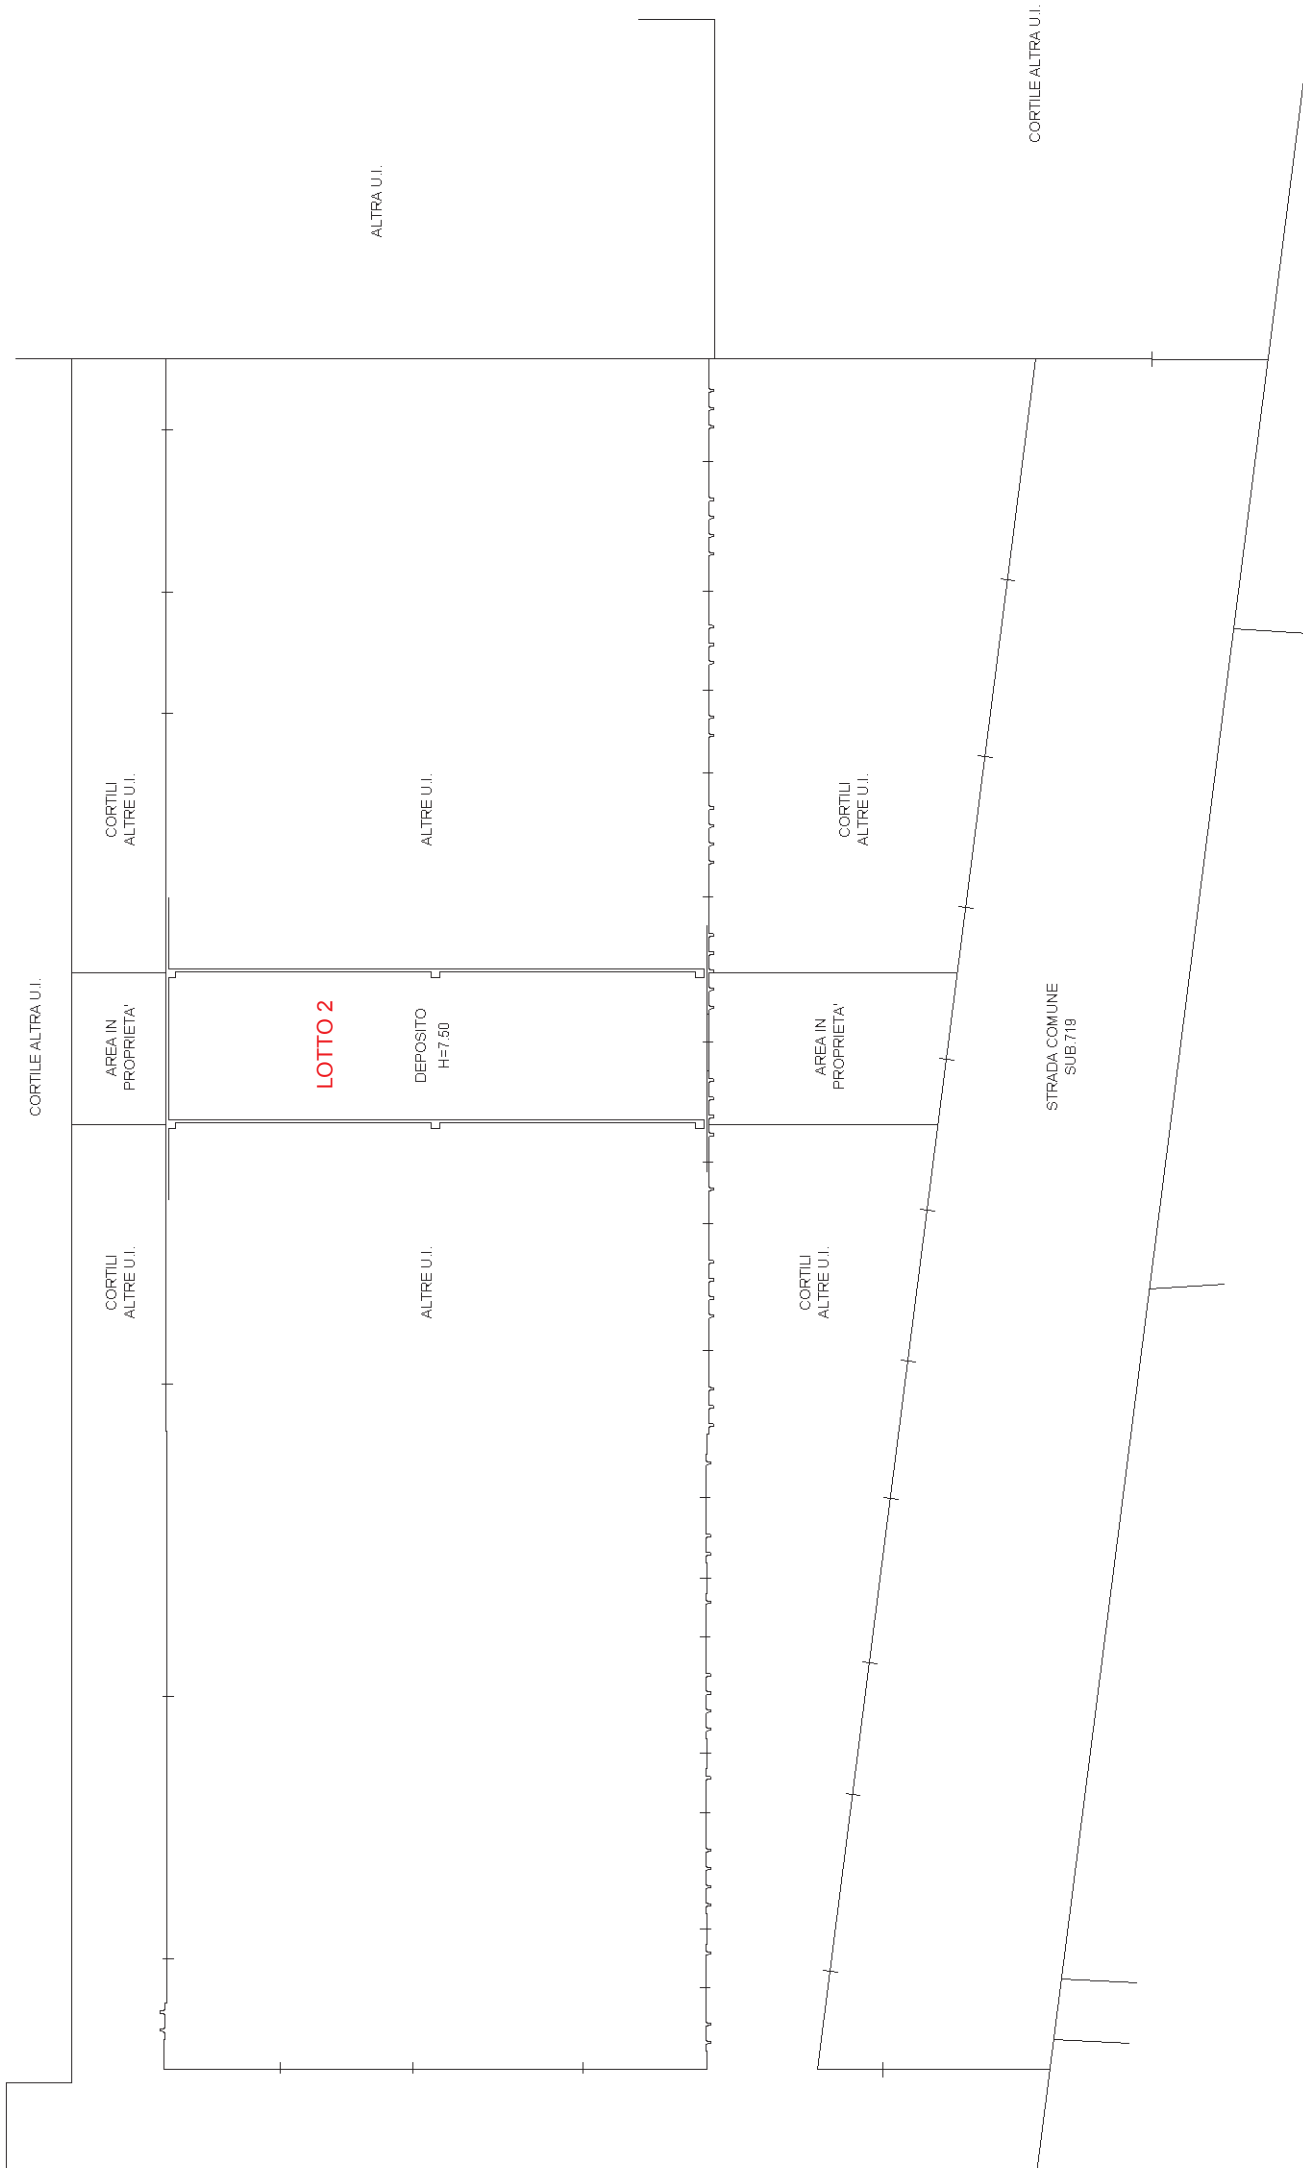 CORTILE ALTRA U.I.
CORTILI
ALTRE U.I.
AREA IN
PROPRIETA'
CORTILI
ALTRE U.I.
ALTRA U.I.
LOTTO 2
ALTRE U.I.
DEPOSITO
H=7.50
ALTRE U.I.
CORTILI
ALTRE U.I.
AREA IN
PROPRIETA'
CORTILI
ALTRE U.I.
CORTILE ALTRA U.I.
STRADA COMUNE
SUB.719